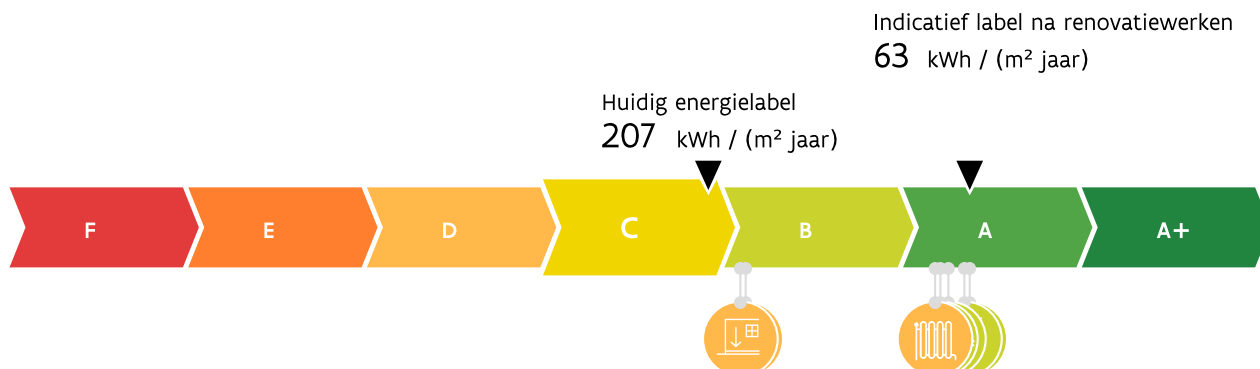 Indicatief label na renovatiewerken
63 kWh / (m² jaar)
Huidig energielabel
207 kWh / (m² jaar)
F E D C B A A+